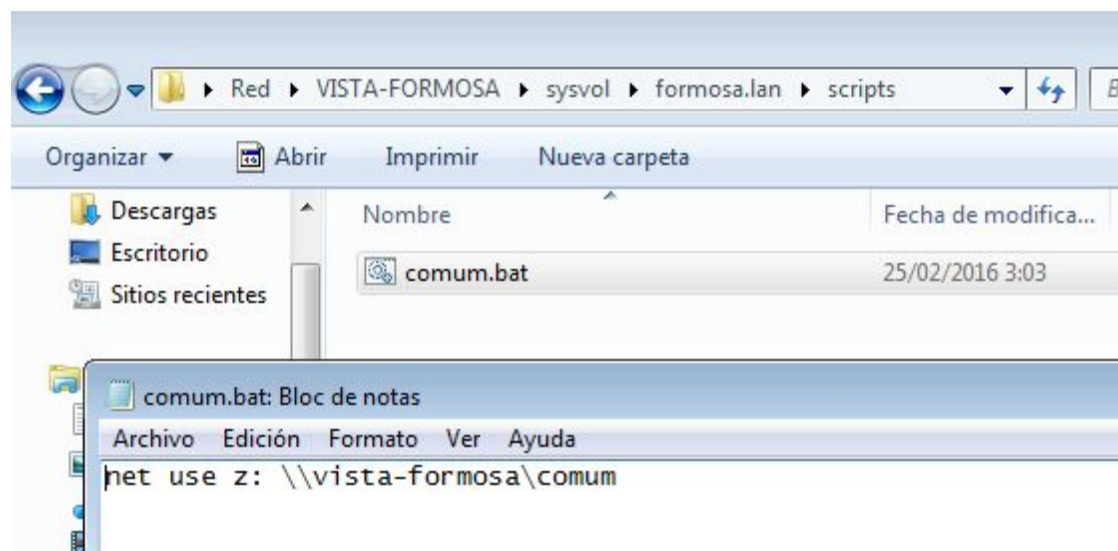 Red VISTA-FORMOSA sysvol formosa.lan scripts
Organizar Abrir Imprimir Nueva carpeta
Descargas Nombre Fecha de modifica...
Escritorio
comum.bat 25/02/2016 3:03
Sitios recientes
comum.bat: Bloc de notas
Archivo Edición Formato Ver Ayuda
net use z: \\vista-formosa\comum